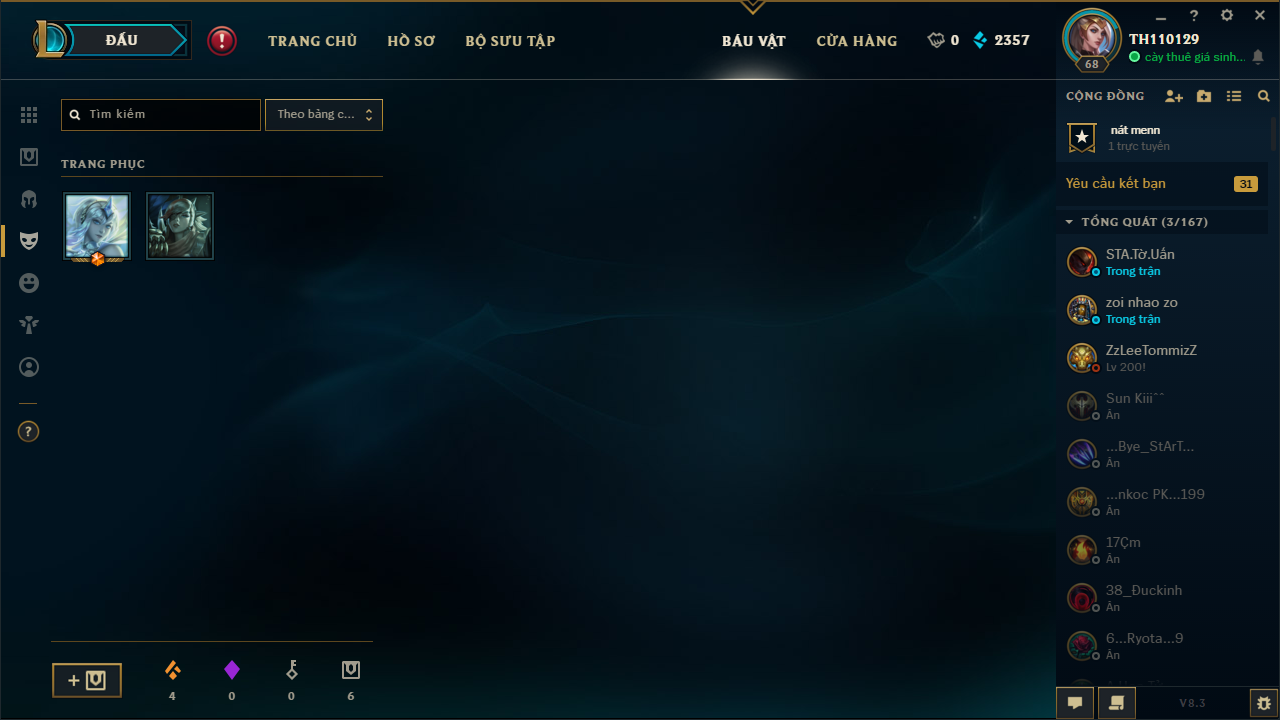 ĐẤU
TRANG CHỦ
HỒ SƠ
BỘ SƯU TẬP
BÁU VẬT
CỬA HÀNG
0
2357
?
68
TH110129
cày thuê giá sinh...
Tìm kiếm
Theo bảng c...
TRANG PHỤC
?
4
0
0
6
CỘNG ĐỒNG
nát menn
1 trực tuyến
Yêu cầu kết bạn
31
TỔNG QUÁT (3/167)
STA.Tờ.Uấn
Trong trận
zoi nhao zo
Trong trận
ZzLeeTommizZ
Lv 200!
Sun Kiii^^
Ẩn
...Bye_StArT...
Ẩn
...nkoc PK...199
Ẩn
17Çm
Ẩn
38_Đuckinh
Ẩn
6...Ryota...9
Ẩn
V8.3